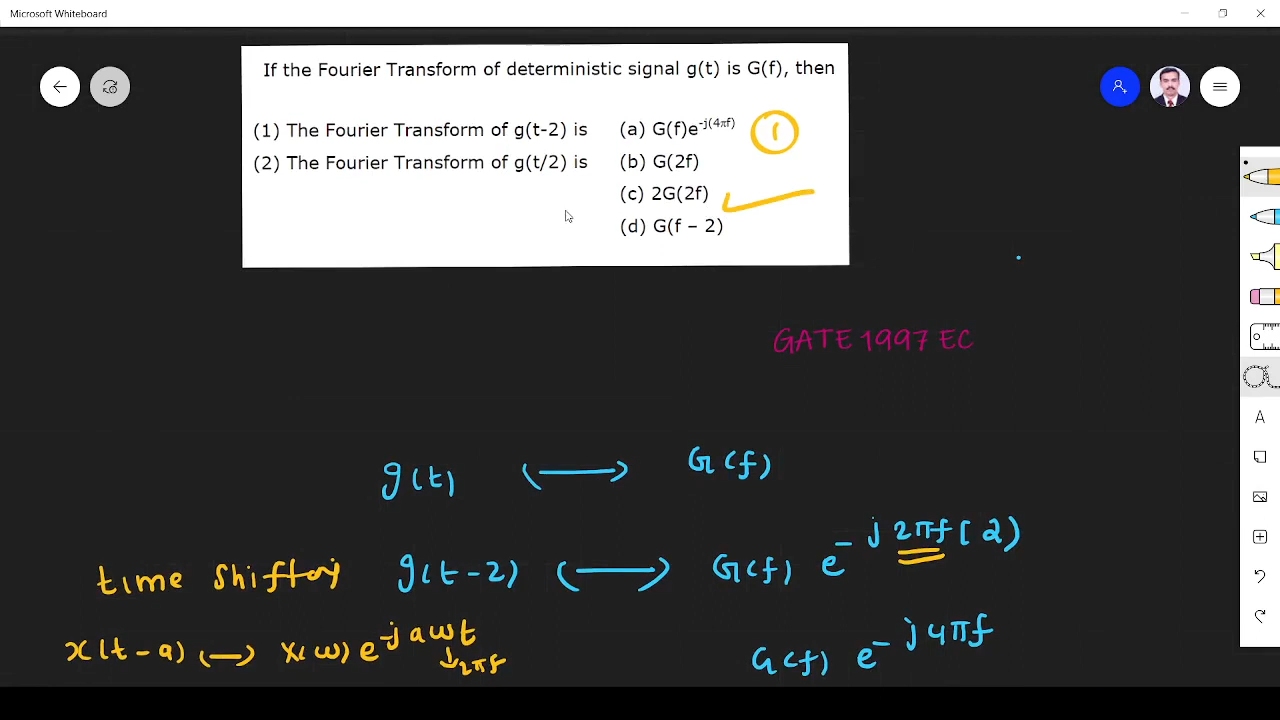 Microsoft Whiteboard
If the Fourier Transform of deterministic signal g(t) is G(f), then
(1) The Fourier Transform of g(t-2) is (a) G(f)e^-j(4πf) 1
(2) The Fourier Transform of g(t/2) is (b) G(2f)
(c) 2G(2f)
(d) G(f – 2)
GATE 1997 EC
g(t) ⟷ G(f)
time shifting g(t-2) ⟷ G(f) e^-j2πf(2)
x(t-a) ⟷ X(ω) e^-jaωt
↓2πf
G(f) e^-j4πf
A